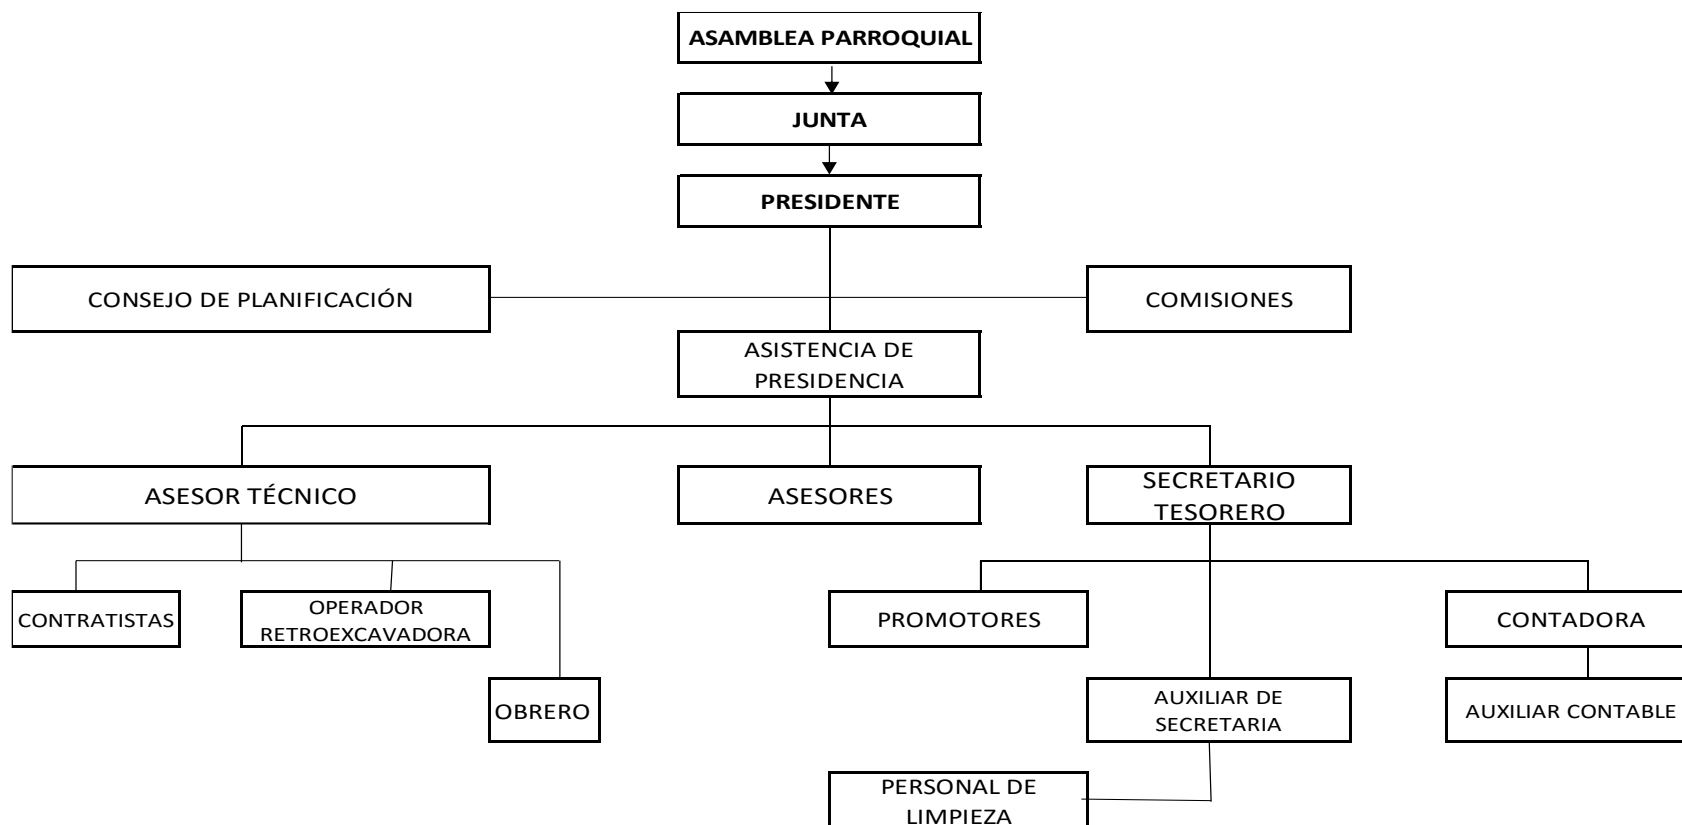 ASAMBLEA PARROQUIAL
JUNTA
PRESIDENTE
CONSEJO DE PLANIFICACIÓN
COMISIONES
ASISTENCIA DE
PRESIDENCIA
ASESOR TÉCNICO
ASESORES
SECRETARIO
TESORERO
CONTRATISTAS
OPERADOR
RETROEXCAVADORA
PROMOTORES
CONTADORA
OBRERO
AUXILIAR DE
SECRETARIA
AUXILIAR CONTABLE
PERSONAL DE
LIMPIEZA